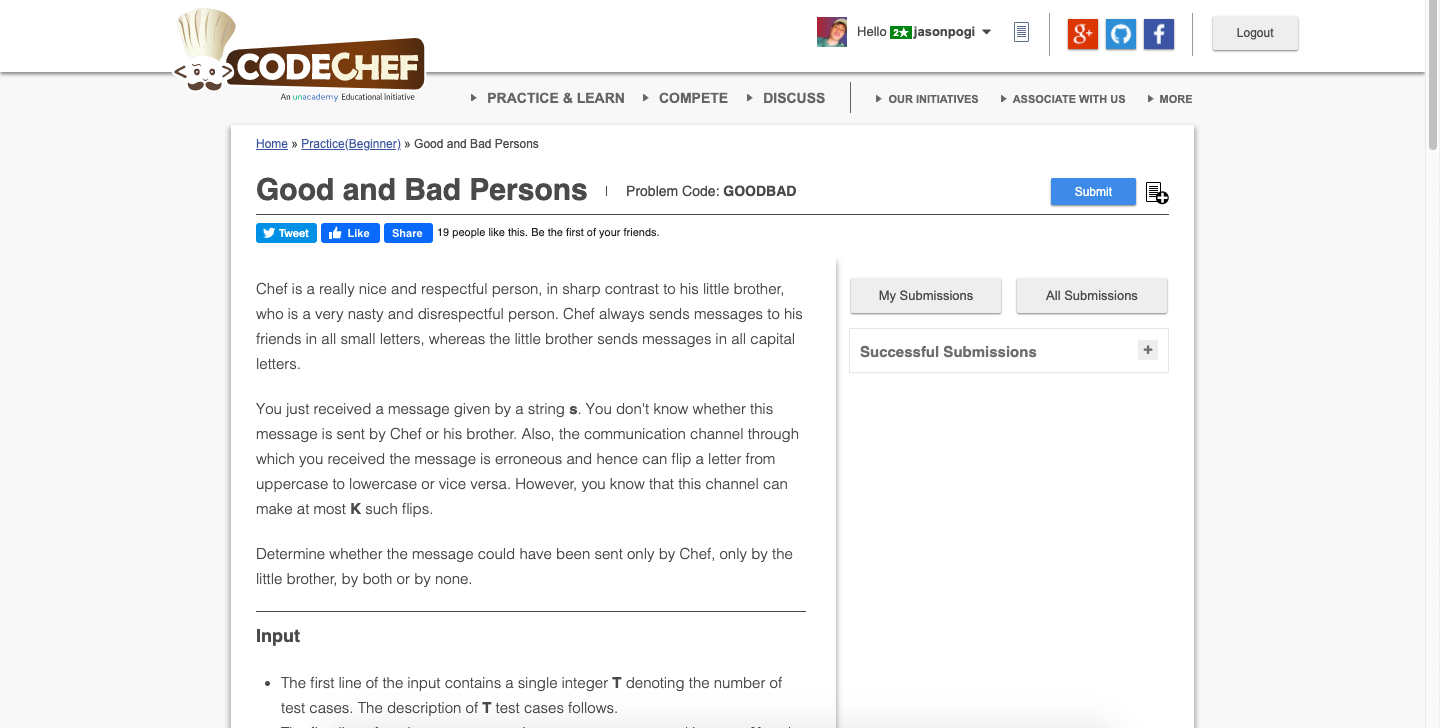 Hello 2★ jasonpogi
Logout
CODECHEF
An unacademy Educational Initiative
PRACTICE & LEARN COMPETE DISCUSS OUR INITIATIVES ASSOCIATE WITH US MORE
Home » Practice(Beginner) » Good and Bad Persons
Good and Bad Persons
Problem Code: GOODBAD
Submit
Tweet Like Share 19 people like this. Be the first of your friends.
Chef is a really nice and respectful person, in sharp contrast to his little brother,
who is a very nasty and disrespectful person. Chef always sends messages to his
friends in all small letters, whereas the little brother sends messages in all capital
letters.
You just received a message given by a string s. You don't know whether this
message is sent by Chef or his brother. Also, the communication channel through
which you received the message is erroneous and hence can flip a letter from
uppercase to lowercase or vice versa. However, you know that this channel can
make at most K such flips.
Determine whether the message could have been sent only by Chef, only by the
little brother, by both or by none.
Input
• The first line of the input contains a single integer T denoting the number of
test cases. The description of T test cases follows.
My Submissions All Submissions
Successful Submissions +